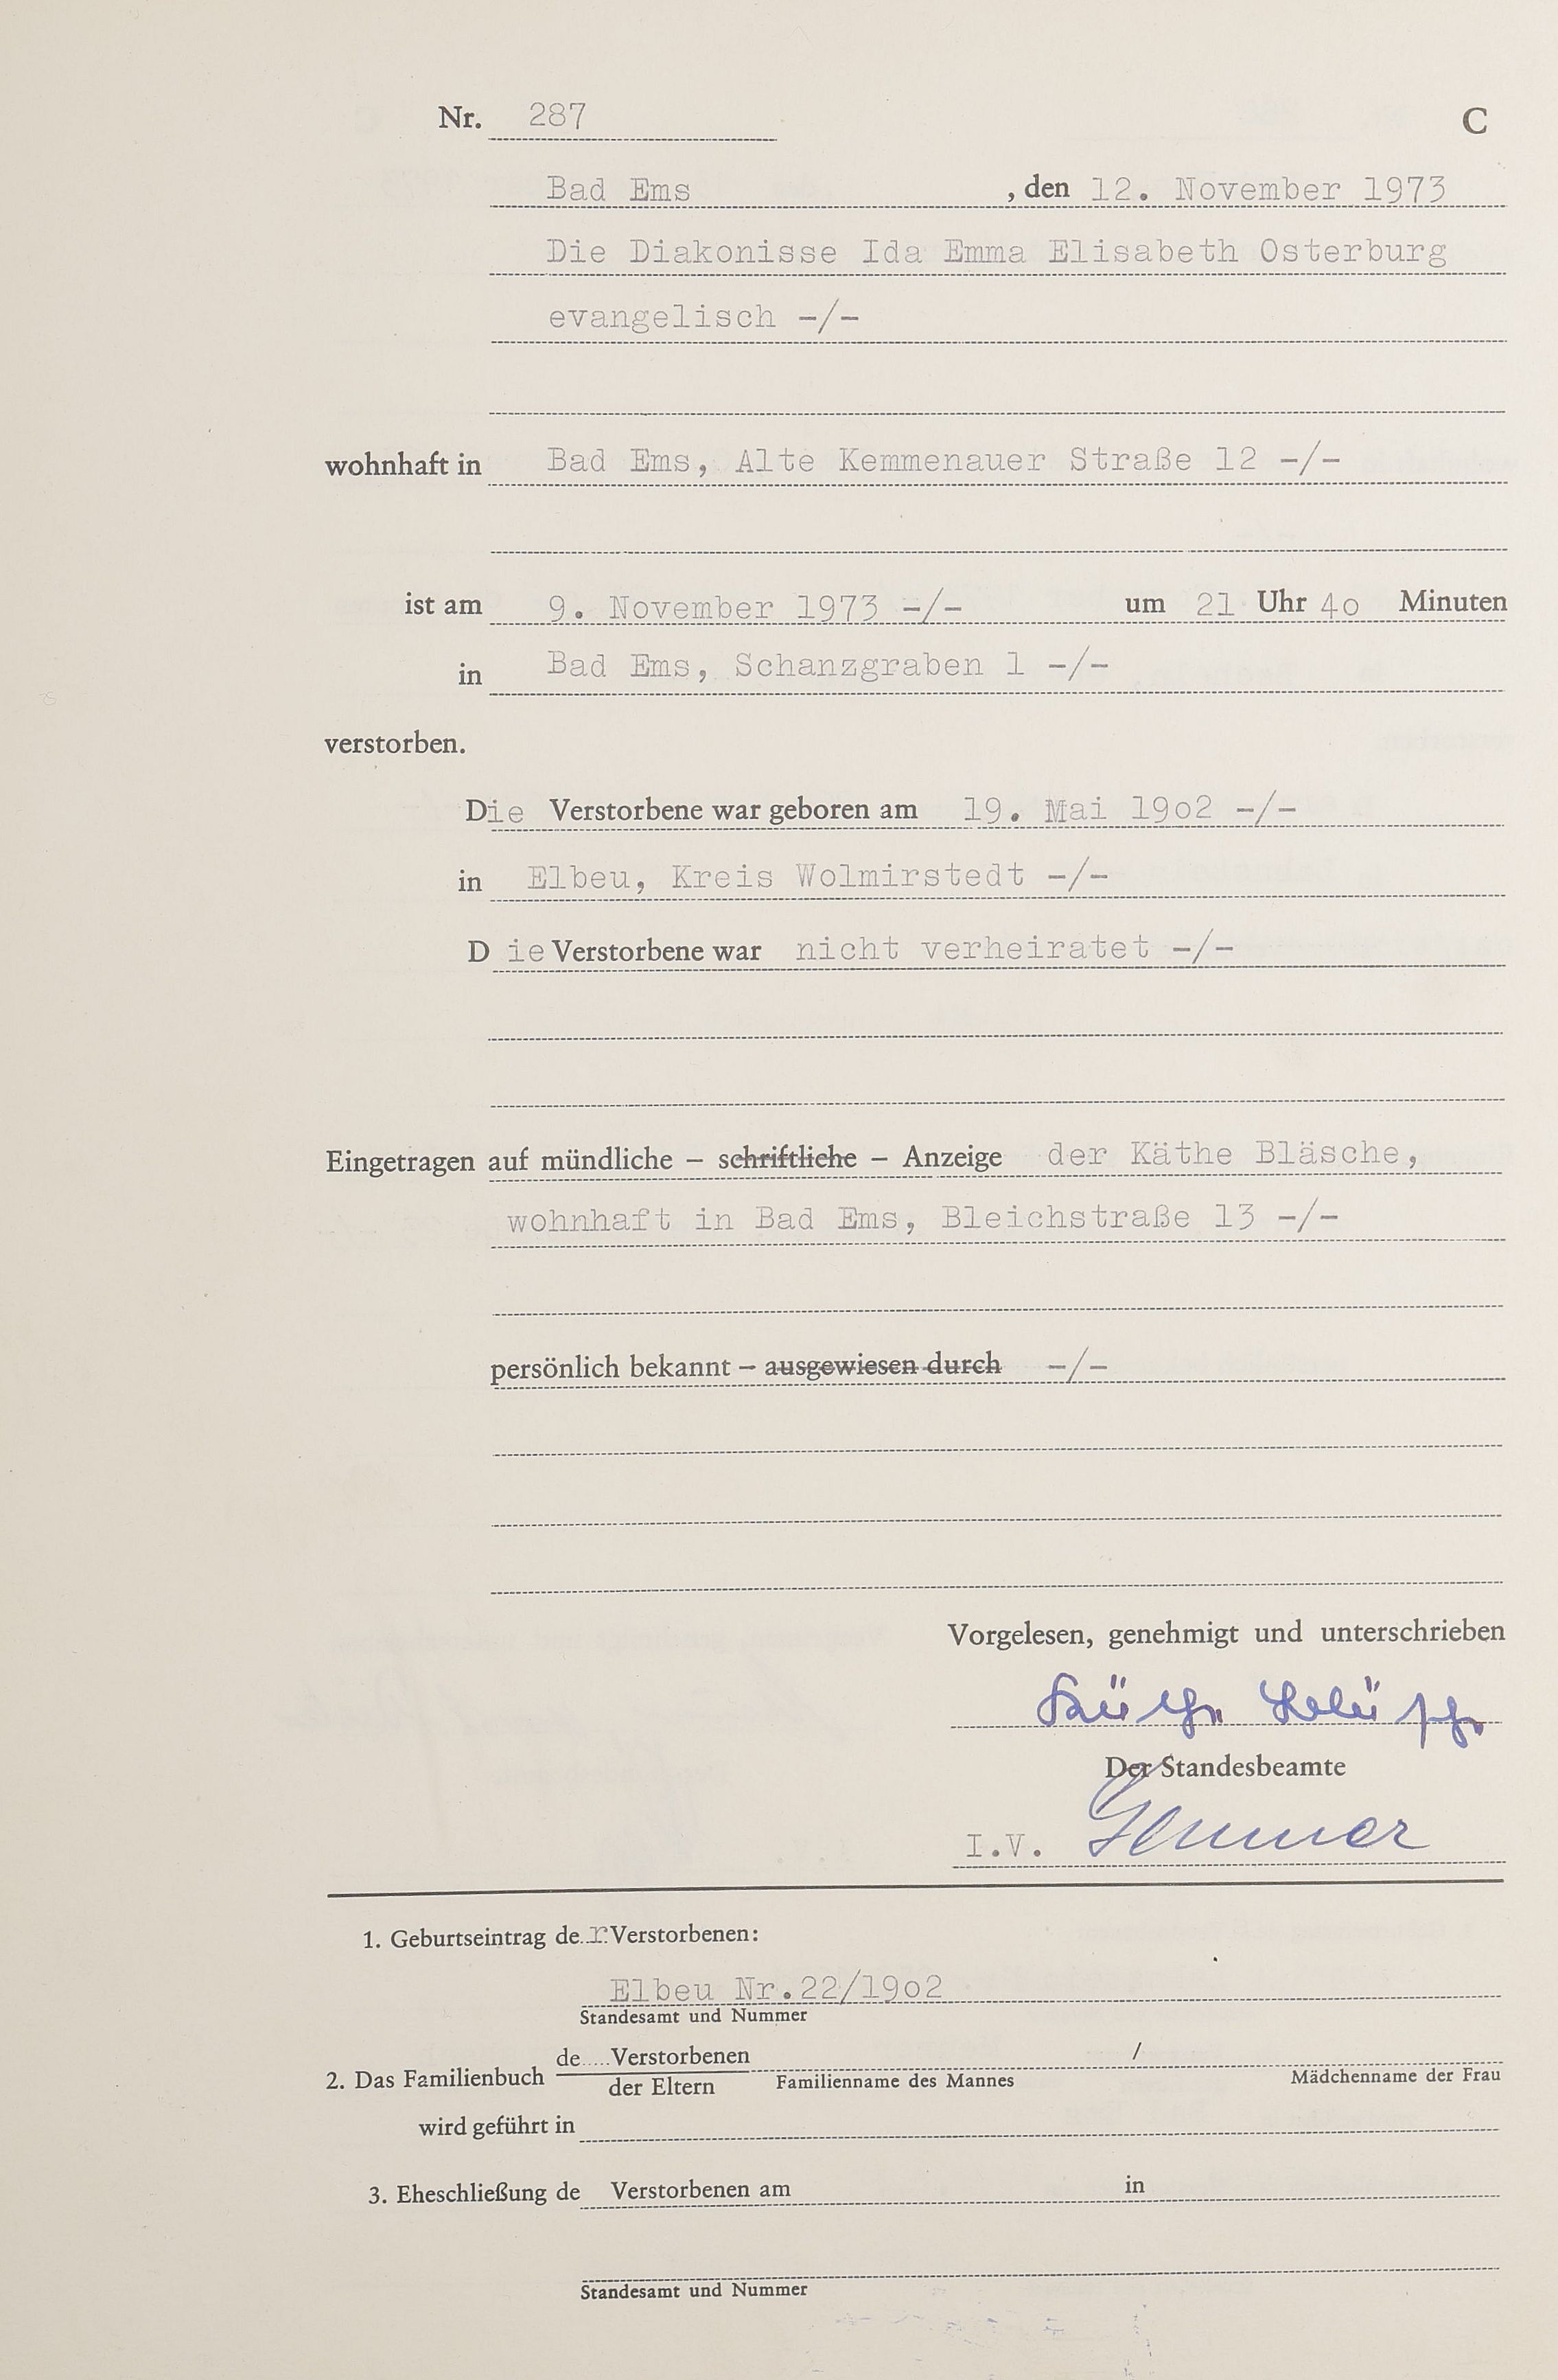 Nr. 287 C
Bad Ems , den 12. November 1973
Die Diakonisse Ida Emma Elisabeth Osterburg
evangelisch -/-
wohnhaft in Bad Ems, Alte Kemmenauer Straße 12 -/-
ist am 9. November 1973 -/- um 21 Uhr 4o Minuten
in Bad Ems, Schanzgraben 1 -/-
verstorben.
Die Verstorbene war geboren am 19. Mai 19o2 -/-
in Elbeu, Kreis Wolmirstedt -/-
Die Verstorbene war nicht verheiratet -/-
Eingetragen auf mündliche – schriftliche – Anzeige der Käthe Bläsche,
wohnhaft in Bad Ems, Bleichstraße 13 -/-
persönlich bekannt – ausgewiesen durch -/-
Vorgelesen, genehmigt und unterschrieben
Käthe Bläsche
Der Standesbeamte
I.V.
1. Geburtseintrag der Verstorbenen:
Elbeu Nr.22/19o2
Standesamt und Nummer
de..... Verstorbenen /
2. Das Familienbuch der Eltern Familienname des Mannes Mädchenname der Frau
wird geführt in
3. Eheschließung de Verstorbenen am in
Standesamt und Nummer